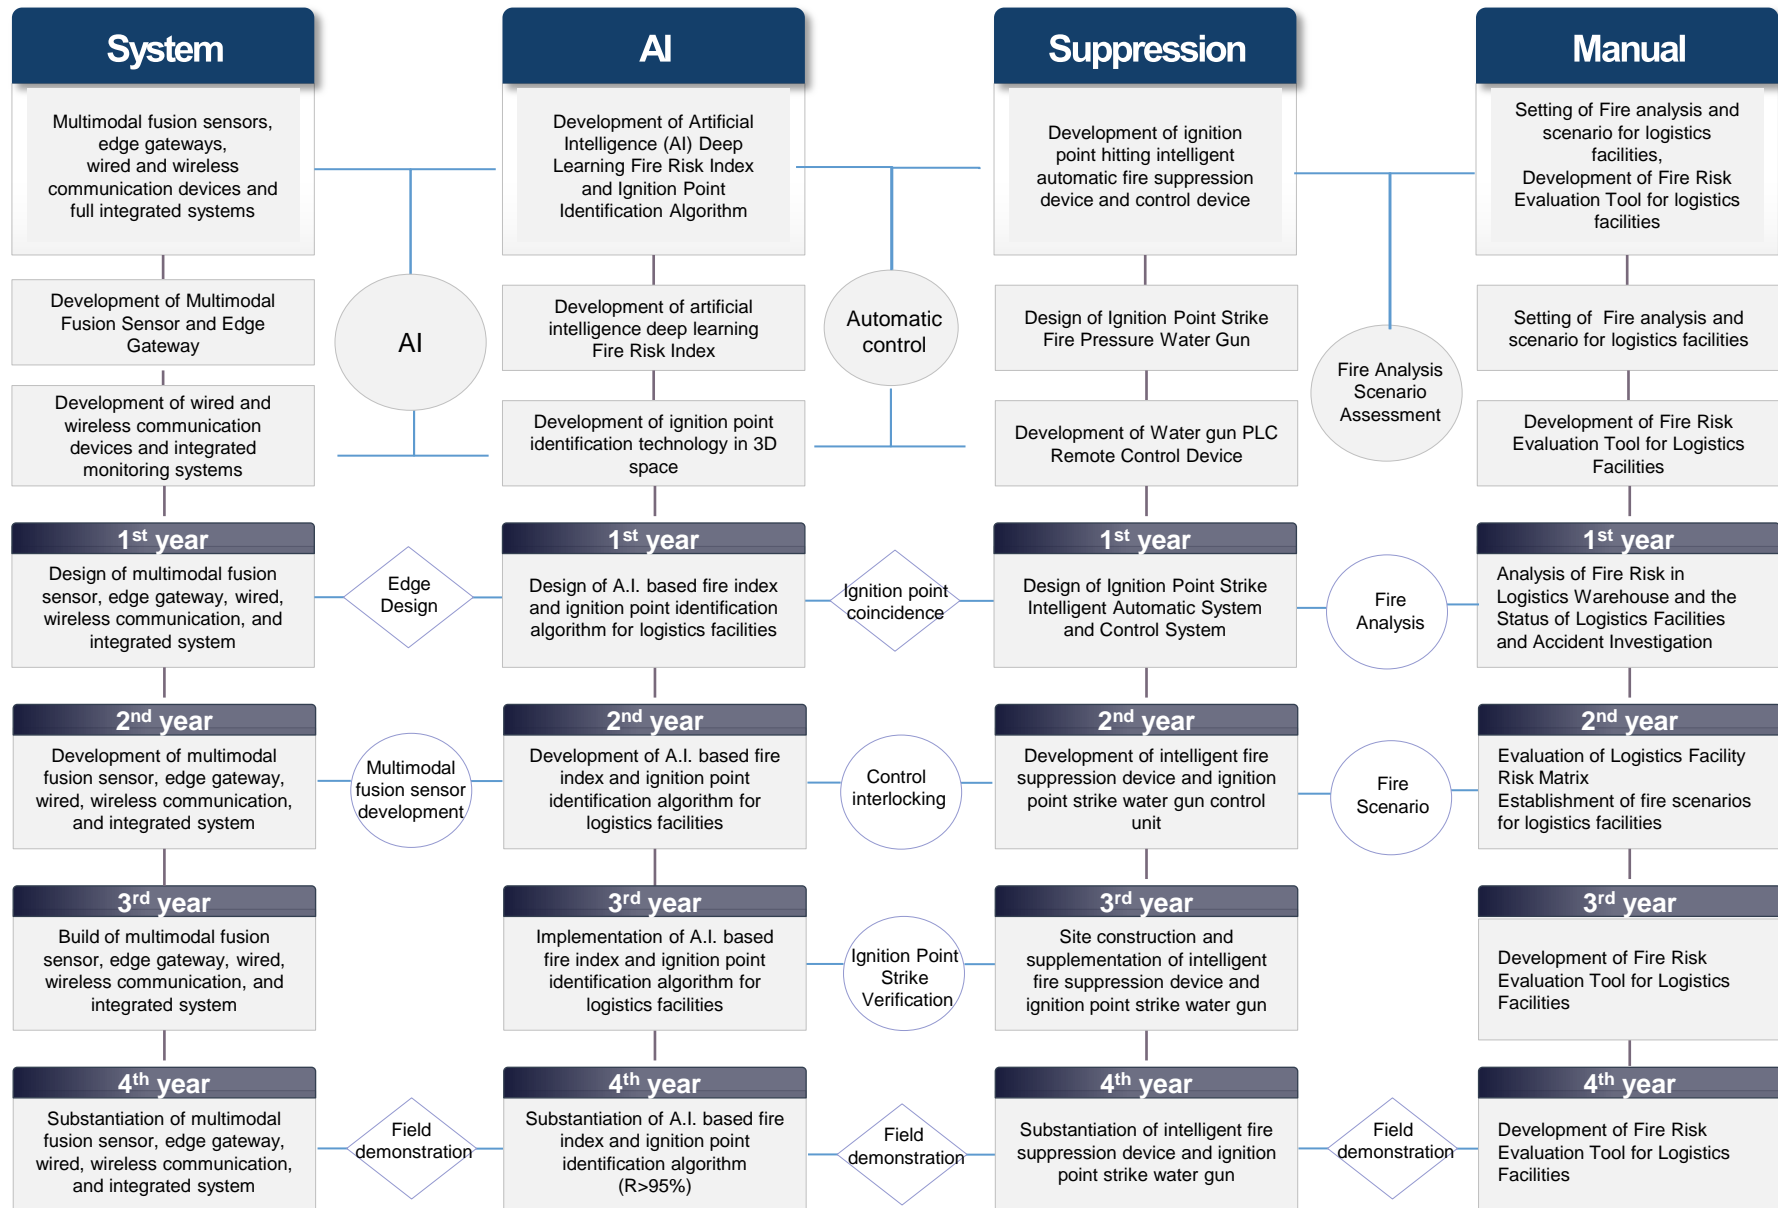 System
AI
Suppression
Manual
Multimodal fusion sensors,
edge gateways,
wired and wireless
communication devices and
full integrated systems
Development of Artificial
Intelligence (AI) Deep
Learning Fire Risk Index
and Ignition Point
Identification Algorithm
Development of ignition
point hitting intelligent
automatic fire suppression
device and control device
Setting of Fire analysis and
scenario for logistics
facilities,
Development of Fire Risk
Evaluation Tool for logistics
facilities
Development of Multimodal
Fusion Sensor and Edge
Gateway
AI
Development of artificial
intelligence deep learning
Fire Risk Index
Automatic
control
Design of Ignition Point Strike
Fire Pressure Water Gun
Fire Analysis
Scenario
Assessment
Setting of Fire analysis and
scenario for logistics facilities
Development of wired and
wireless communication
devices and integrated
monitoring systems
Development of ignition point
identification technology in 3D
space
Development of Water gun PLC
Remote Control Device
Development of Fire Risk
Evaluation Tool for Logistics
Facilities
1st year
Design of multimodal fusion
sensor, edge gateway, wired,
wireless communication, and
integrated system
Edge
Design
1st year
Design of A.I. based fire index
and ignition point identification
algorithm for logistics facilities
Ignition point
coincidence
1st year
Design of Ignition Point Strike
Intelligent Automatic System
and Control System
Fire
Analysis
1st year
Analysis of Fire Risk in
Logistics Warehouse and the
Status of Logistics Facilities
and Accident Investigation
2nd year
Development of multimodal
fusion sensor, edge gateway,
wired, wireless communication,
and integrated system
Multimodal
fusion sensor
development
2nd year
Development of A.I. based fire
index and ignition point
identification algorithm for
logistics facilities
Control
interlocking
2nd year
Development of intelligent fire
suppression device and ignition
point strike water gun control
unit
Fire
Scenario
2nd year
Evaluation of Logistics Facility
Risk Matrix
Establishment of fire scenarios
for logistics facilities
3rd year
Build of multimodal fusion
sensor, edge gateway, wired,
wireless communication, and
integrated system
3rd year
Implementation of A.I. based
fire index and ignition point
identification algorithm for
logistics facilities
Ignition Point
Strike
Verification
3rd year
Site construction and
supplementation of intelligent
fire suppression device and
ignition point strike water gun
3rd year
Development of Fire Risk
Evaluation Tool for Logistics
Facilities
4th year
Substantiation of multimodal
fusion sensor, edge gateway,
wired, wireless communication,
and integrated system
Field
demonstration
4th year
Substantiation of A.I. based fire
index and ignition point
identification algorithm
(R>95%)
Field
demonstration
4th year
Substantiation of intelligent fire
suppression device and ignition
point strike water gun
Field
demonstration
4th year
Development of Fire Risk
Evaluation Tool for Logistics
Facilities